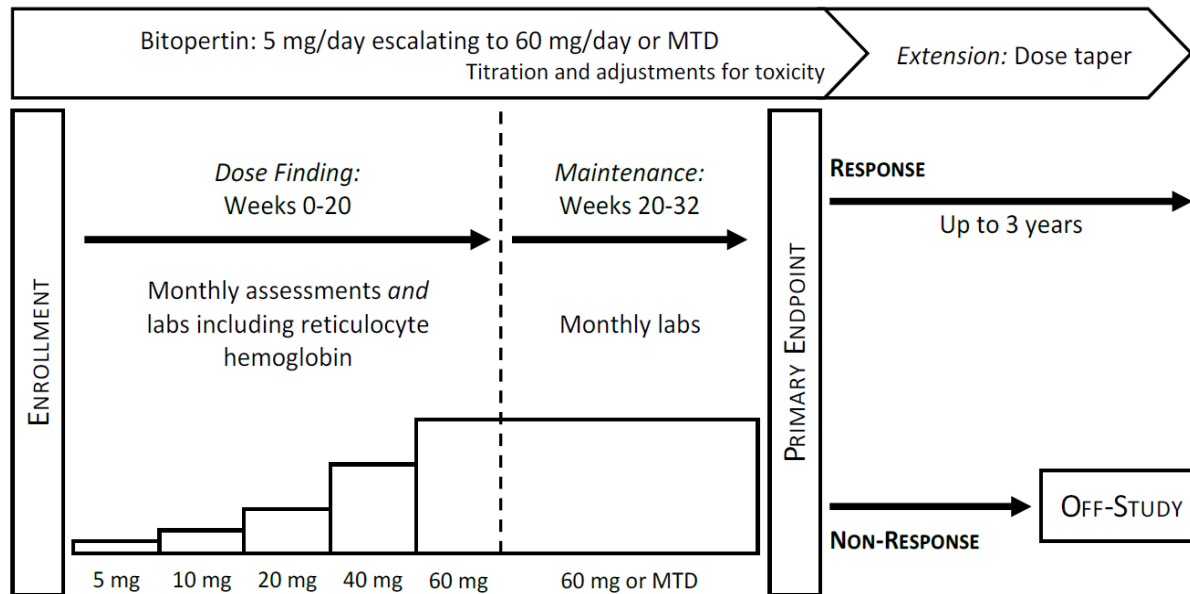 Bitopertin: 5 mg/day escalating to 60 mg/day or MTD
Titration and adjustments for toxicity
Extension: Dose taper
ENROLLMENT
Dose Finding:
Weeks 0-20
Monthly assessments and
labs including reticulocyte
hemoglobin
Maintenance:
Weeks 20-32
Monthly labs
5 mg
10 mg
20 mg
40 mg
60 mg
60 mg or MTD
PRIMARY ENDPOINT
RESPONSE
Up to 3 years
NON-RESPONSE
OFF-STUDY